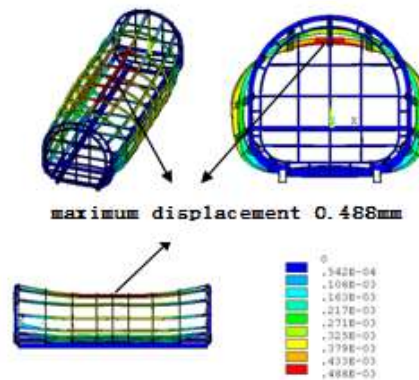 X
maximum displacement 0.488mm
0
.542E-04
.108E-03
.163E-03
.217E-03
.271E-03
.325E-03
.379E-03
.433E-03
.488E-03